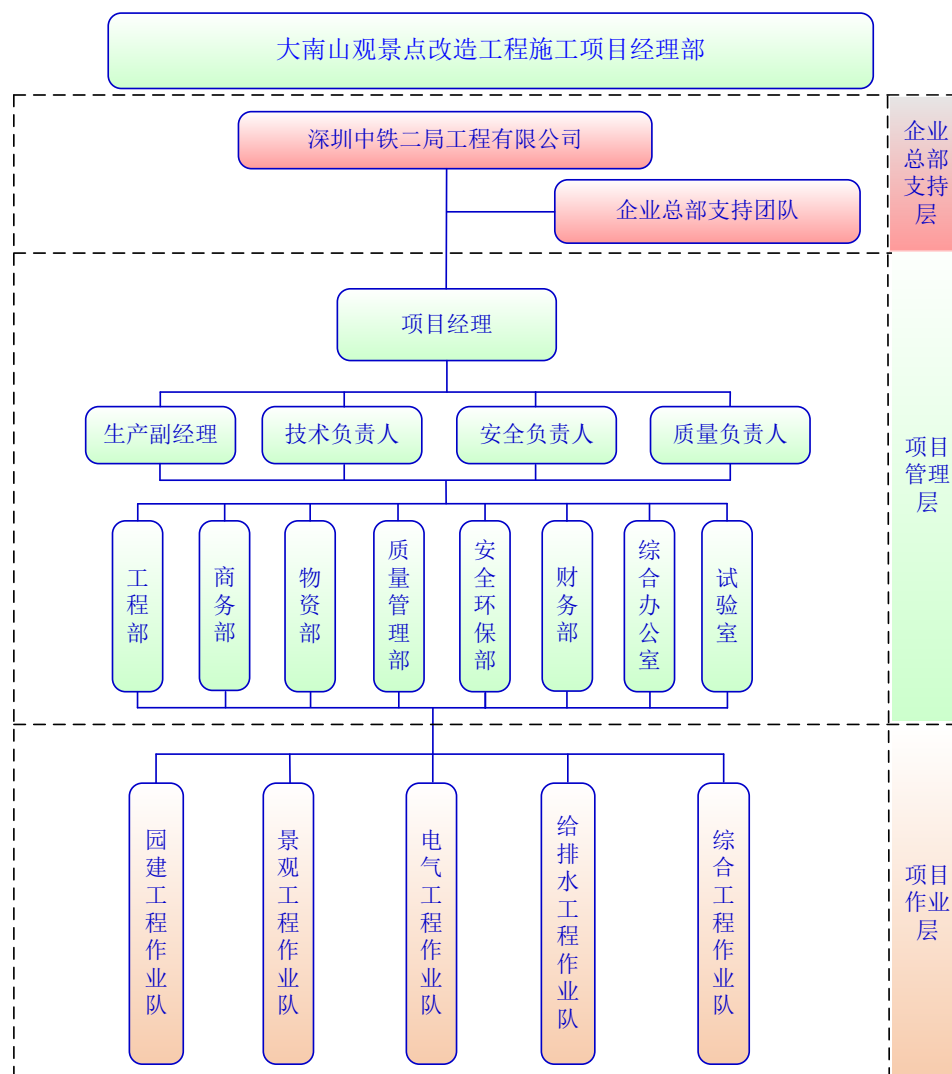 大南山观景点改造工程施工项目经理部
深圳中铁二局工程有限公司
企业总部支持团队
企业
总部
支持
层
项目经理
生产副经理
技术负责人
安全负责人
质量负责人
工程部
商务部
物资部
质量管理部
安全环保部
财务部
综合办公室
试验室
项目
管理
层
园建工程作业队
景观工程作业队
电气工程作业队
给排水工程作业队
综合工程作业队
项目
作业
层